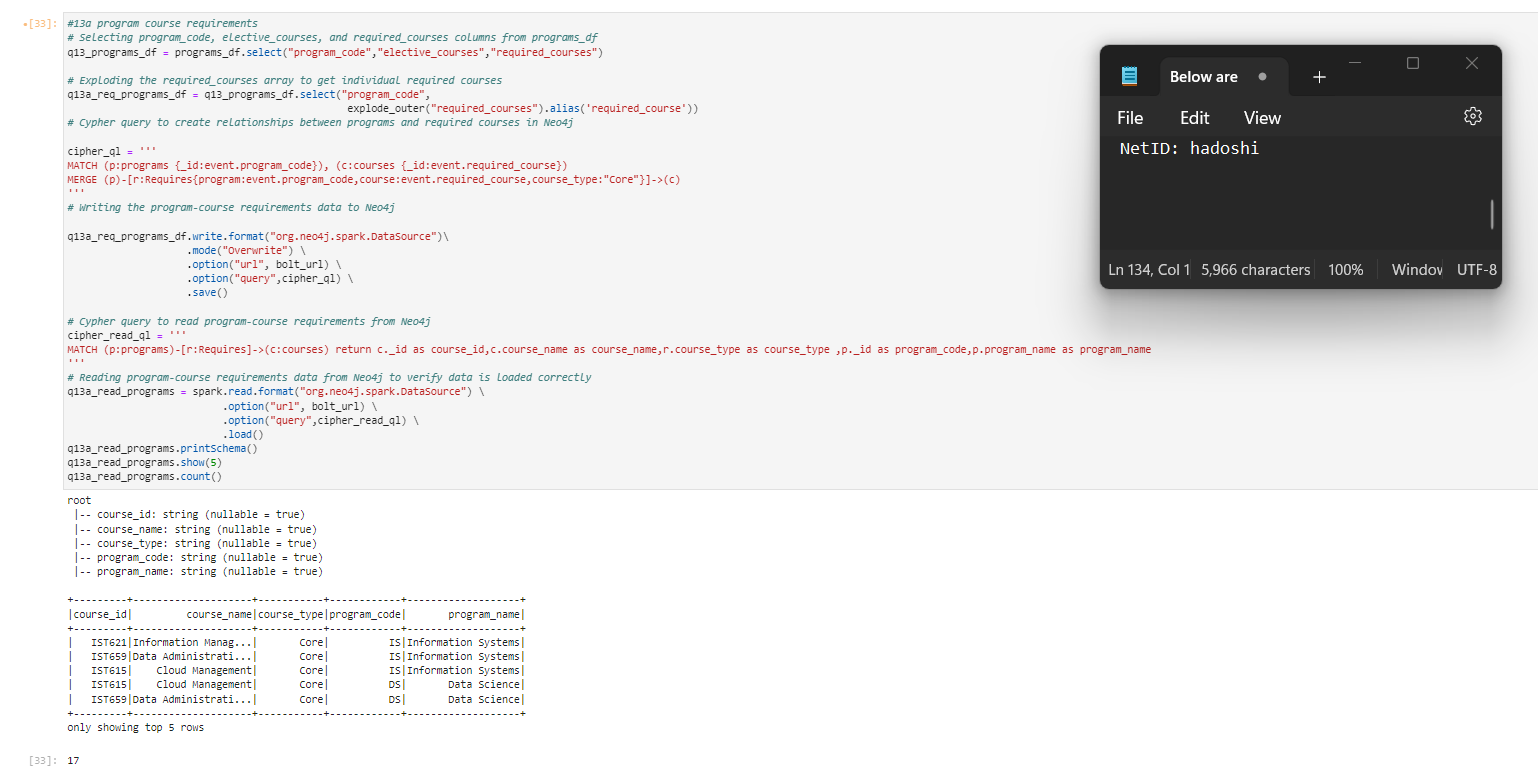 [33]:
#13a program course requirements
# Selecting program_code, elective_courses, and required_courses columns from programs_df
q13_programs_df = programs_df.select("program_code","elective_courses","required_courses")
# Exploding the required_courses array to get individual required courses
q13a_req_programs_df = q13_programs_df.select("program_code",
explode_outer("required_courses").alias('required_course'))
# Cypher query to create relationships between programs and required courses in Neo4j
cipher_ql = '''
MATCH (p:programs {_id:event.program_code}), (c:courses {_id:event.required_course})
MERGE (p)-[r:Requires{program:event.program_code,course:event.required_course,course_type:"Core"}]->(c)
'''
# Writing the program-course requirements data to Neo4j
q13a_req_programs_df.write.format("org.neo4j.spark.DataSource")\
.mode("Overwrite") \
.option("url", bolt_url) \
.option("query",cipher_ql) \
.save()
# Cypher query to read program-course requirements from Neo4j
cipher_read_ql = '''
MATCH (p:programs)-[r:Requires]->(c:courses) return c._id as course_id,c.course_name as course_name,r.course_type as course_type ,p._id as program_code,p.program_name as program_name
'''
# Reading program-course requirements data from Neo4j to verify data is loaded correctly
q13a_read_programs = spark.read.format("org.neo4j.spark.DataSource") \
.option("url", bolt_url) \
.option("query",cipher_read_ql) \
.load()
q13a_read_programs.printSchema()
q13a_read_programs.show(5)
q13a_read_programs.count()
root
|-- course_id: string (nullable = true)
|-- course_name: string (nullable = true)
|-- course_type: string (nullable = true)
|-- program_code: string (nullable = true)
|-- program_name: string (nullable = true)
+---------+--------------------+-----------+------------+-------------------+
|course_id|         course_name|course_type|program_code|       program_name|
+---------+--------------------+-----------+------------+-------------------+
|   IST621|Information Manag...|       Core|          IS|Information Systems|
|   IST659|Data Administrati...|       Core|          IS|Information Systems|
|   IST615|    Cloud Management|       Core|          IS|Information Systems|
|   IST615|    Cloud Management|       Core|          DS|       Data Science|
|   IST659|Data Administrati...|       Core|          DS|       Data Science|
+---------+--------------------+-----------+------------+-------------------+
only showing top 5 rows
[33]: 17
Below are
File Edit View
NetID: hadoshi
Ln 134, Col 1 5,966 characters 100% Window UTF-8